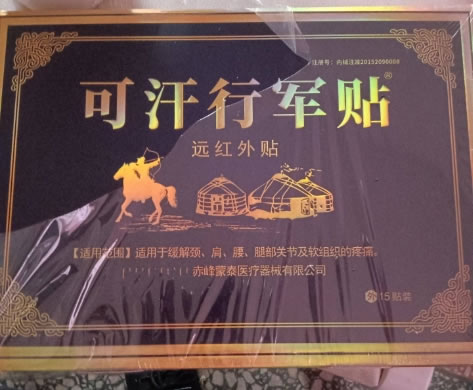 注册号：内械注准20152090008
可汗行军贴®
远红外贴
【适用范围】适用于缓解颈、肩、腰、腿部关节及软组织的疼痛。
赤峰蒙泰医疗器械有限公司
15贴装